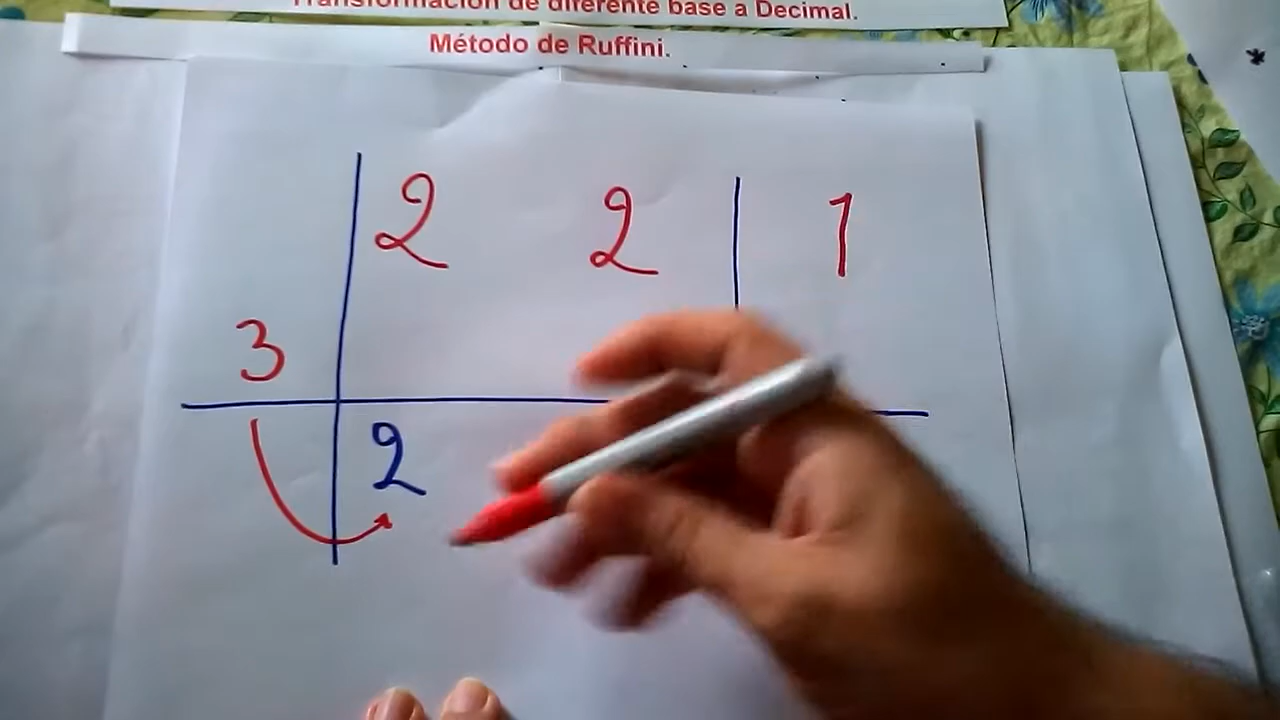 Transformación de diferente base a Decimal.
Método de Ruffini.
2 2 1
3
2